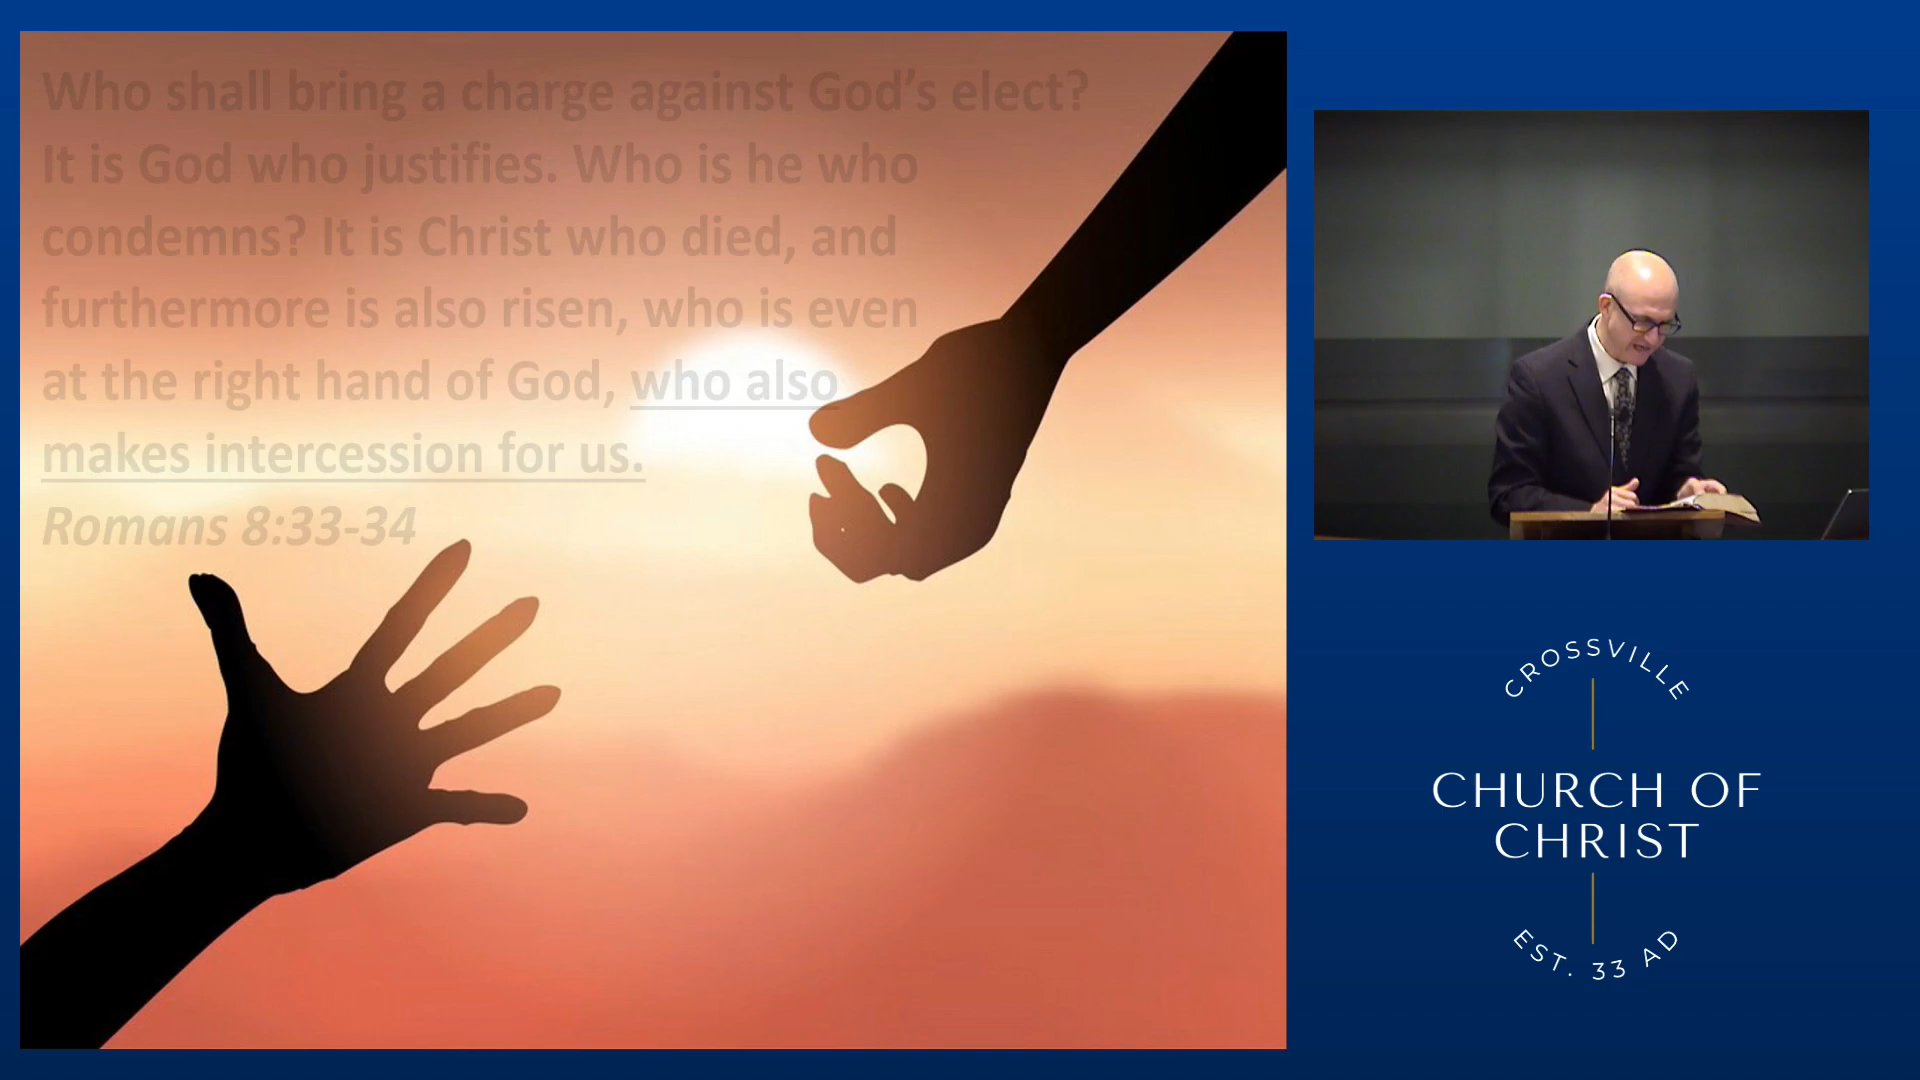 Who shall bring a charge against God’s elect?
It is God who justifies. Who is he who
condemns? It is Christ who died, and
furthermore is also risen, who is even
at the right hand of God, who also
makes intercession for us.
Romans 8:33-34
CROSSVILLE
CHURCH OF
CHRIST
EST. 33 AD